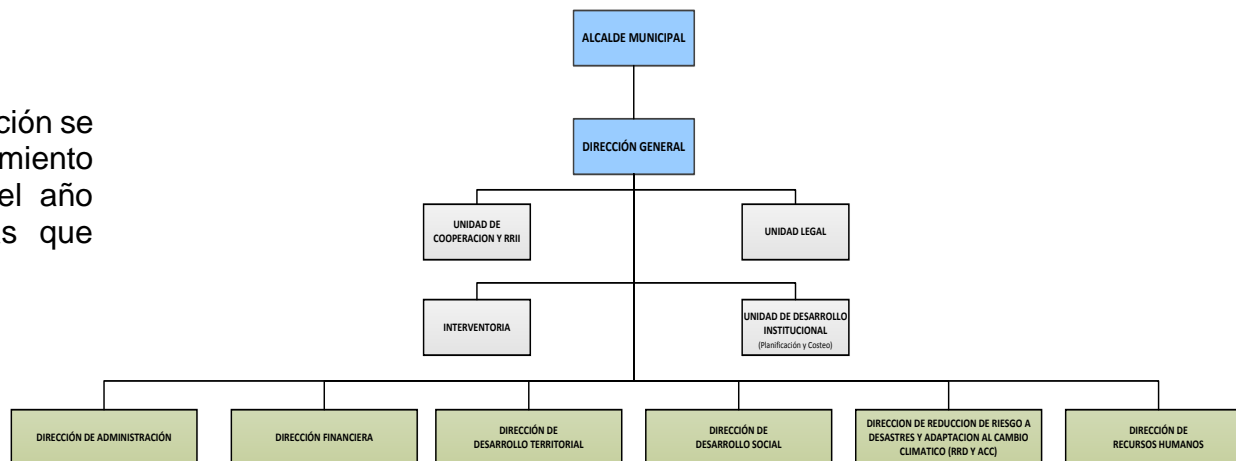 ALCALDE MUNICIPAL
ción se
miento
el año
que
DIRECCIÓN GENERAL
UNIDAD DE
COOPERACION Y RRII
UNIDAD LEGAL
INTERVENTORIA
UNIDAD DE DESARROLLO
INSTITUCIONAL
(Planificación y Costeo)
DIRECCIÓN DE ADMINISTRACIÓN
DIRECCIÓN FINANCIERA
DIRECCIÓN DE
DESARROLLO TERRITORIAL
DIRECCIÓN DE
DESARROLLO SOCIAL
DIRECCION DE REDUCCION DE RIESGO A
DESASTRES Y ADAPTACION AL CAMBIO
CLIMATICO (RRD Y ACC)
DIRECCIÓN DE
RECURSOS HUMANOS